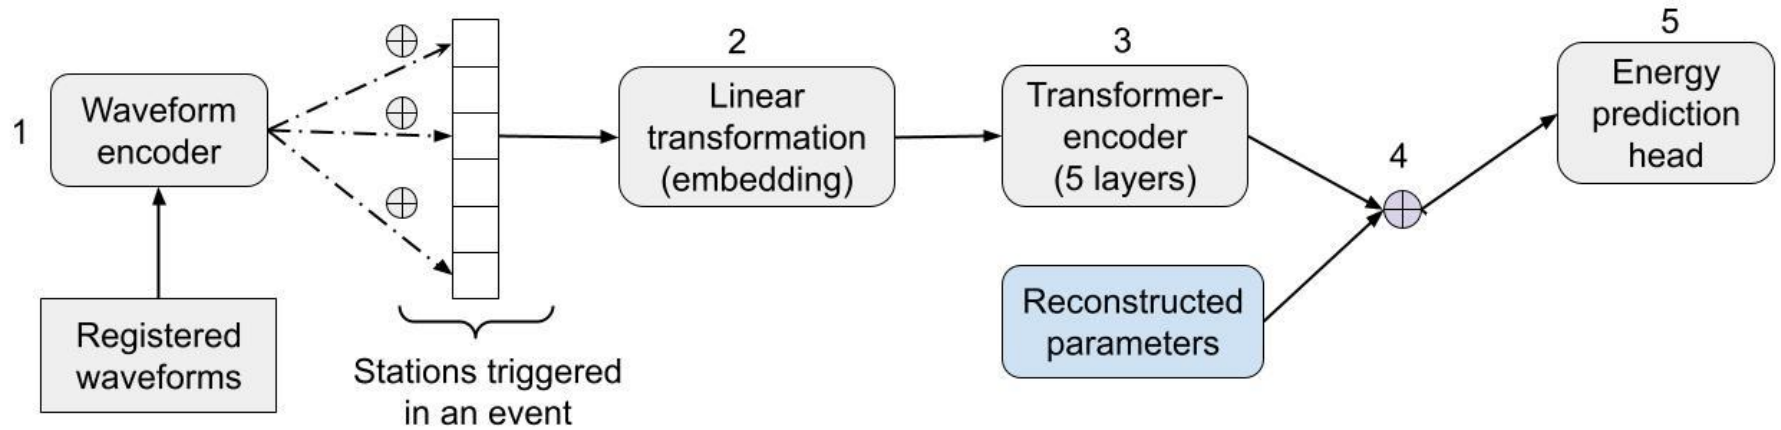 1
Waveform
encoder
Registered
waveforms
Stations triggered
in an event
2
Linear
transformation
(embedding)
3
Transformer-
encoder
(5 layers)
Reconstructed
parameters
4
5
Energy
prediction
head